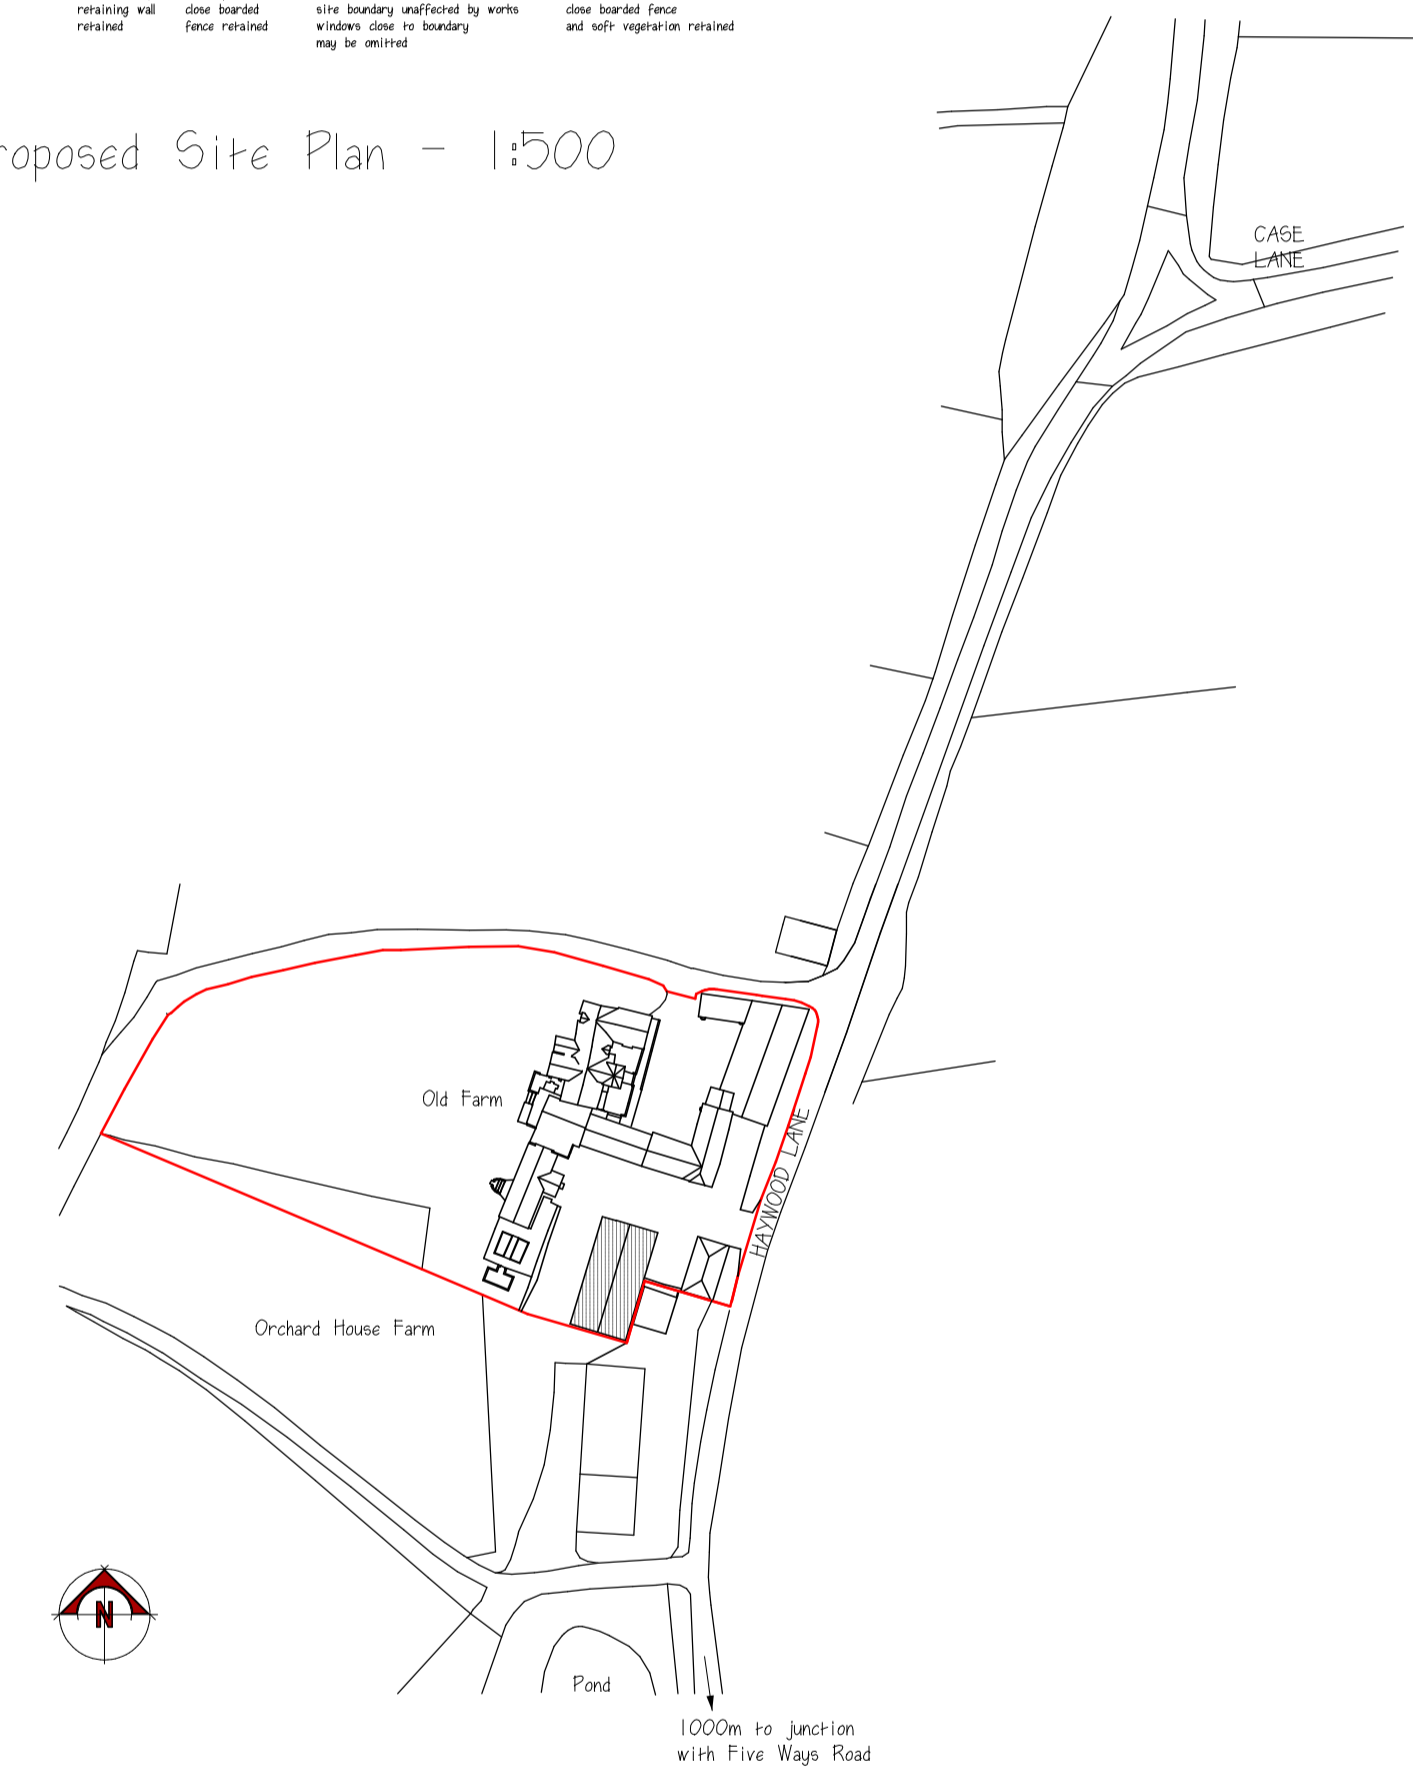 retaining wall close boarded site boundary unaffected by works close boarded fence
retained fence retained windows close to boundary and soft vegetation retained
may be omitted
roposed Site Plan - 1:500
CASE
LANE
Old Farm
HAYWOOD LANE
Orchard House Farm
N
Pond
1000m to junction
with Five Ways Road